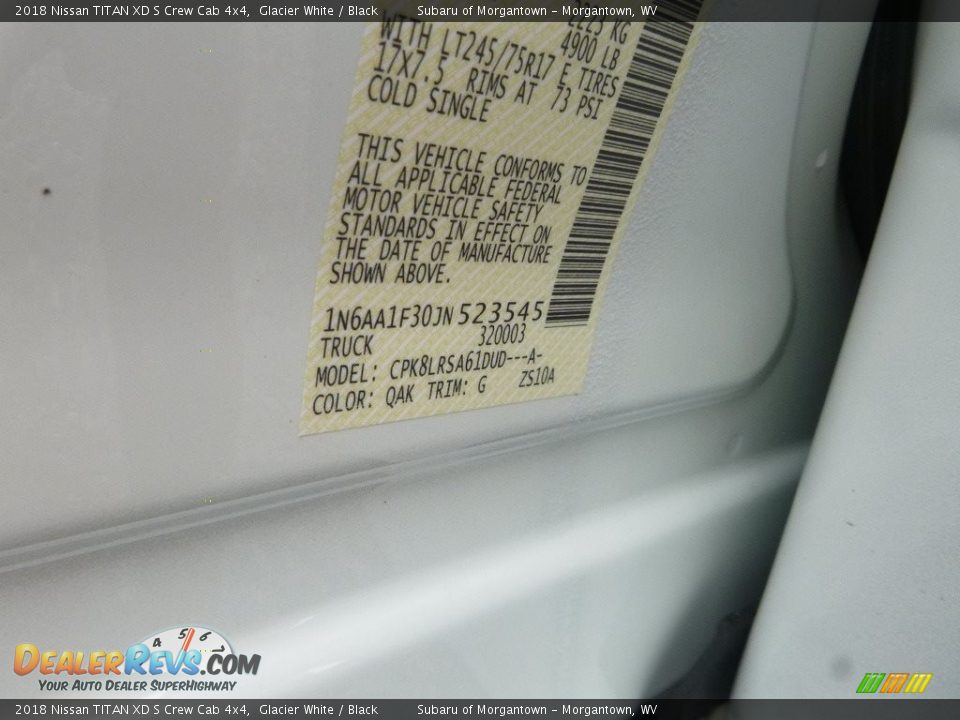 2018 Nissan TITAN XD S Crew Cab 4x4, Glacier White / Black Subaru of Morgantown - Morgantown, WV
2225 KG
4900 LB
WITH LT245/75R17 E TIRES
17X7.5 RIMS AT 73 PSI
COLD SINGLE
THIS VEHICLE CONFORMS TO
ALL APPLICABLE FEDERAL
MOTOR VEHICLE SAFETY
STANDARDS IN EFFECT ON
THE DATE OF MANUFACTURE
SHOWN ABOVE.
1N6AA1F30JN523545
TRUCK 320003
MODEL: CPK8LRSA61DUD---A-
COLOR: QAK TRIM: G ZS10A
4 5 6
DEALERREVS.COM
YOUR AUTO DEALER SUPERHIGHWAY
2018 Nissan TITAN XD S Crew Cab 4x4, Glacier White / Black Subaru of Morgantown - Morgantown, WV